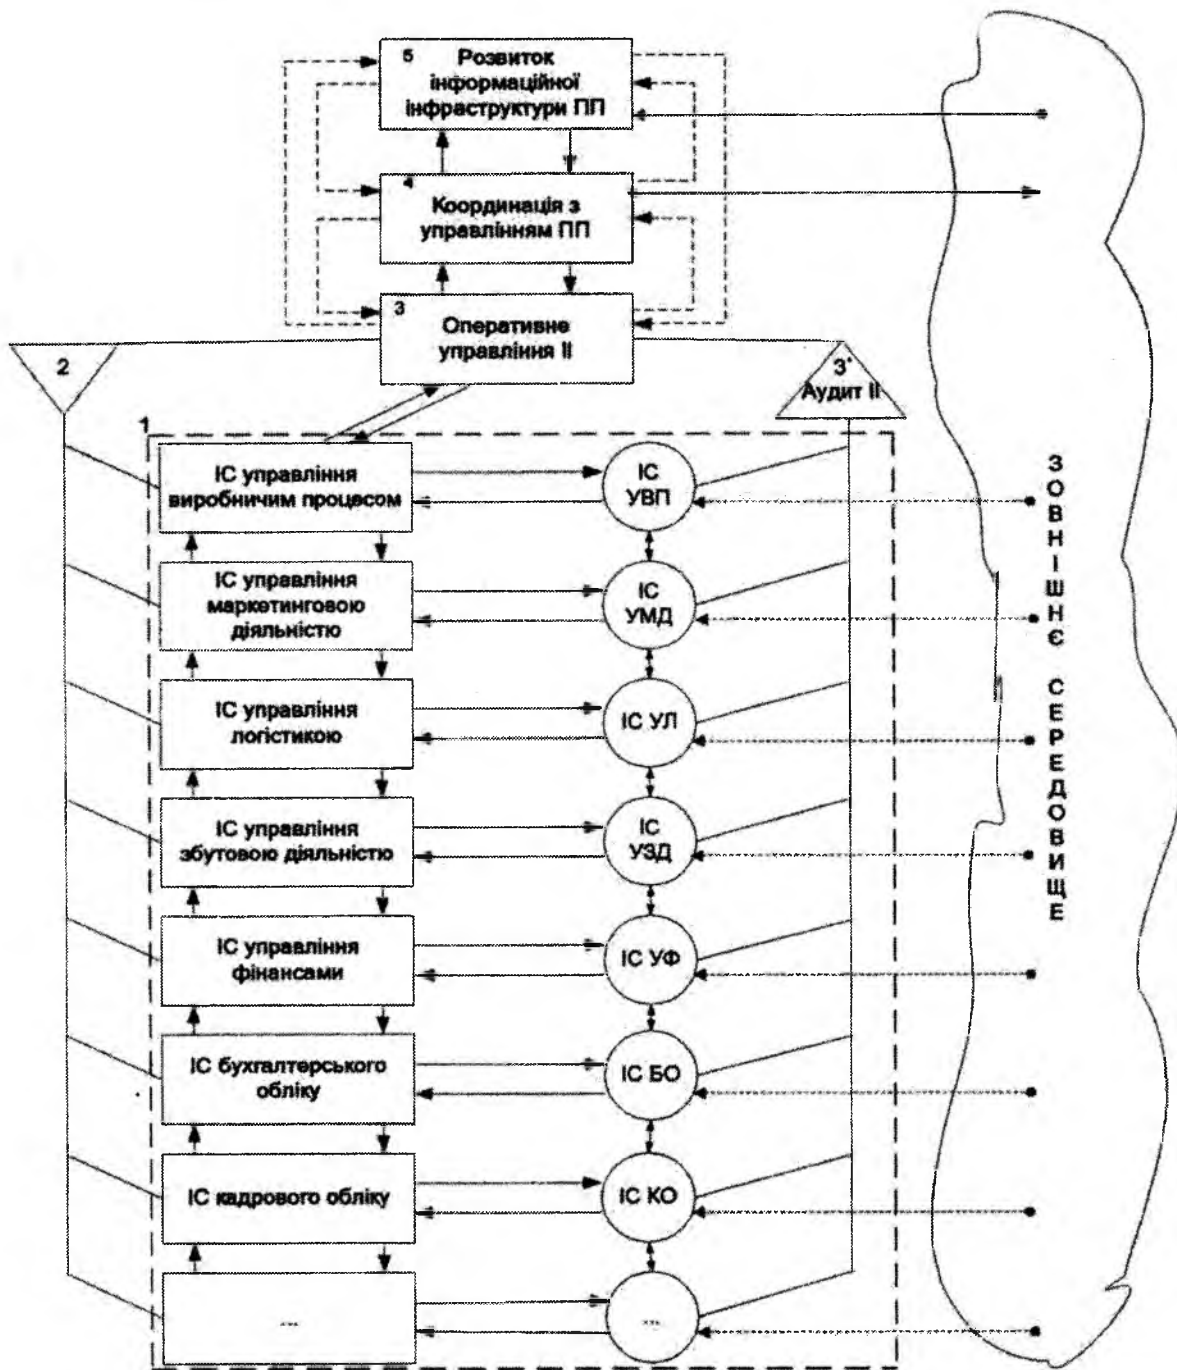 5 Розвиток
інформаційної
інфраструктури ПП
4
Координація з
управлінням ПП
3
Оперативне
управління ІІ
2
3*
Аудит ІІ
1
ІС управління
виробничим процесом
ІС
УВП
ІС управління
маркетинговою
діяльністю
ІС
УМД
ІС управління
логістикою
ІС УЛ
ІС управління
збутовою діяльністю
ІС
УЗД
ІС управління
фінансами
ІС УФ
ІС бухгалтерського
обліку
ІС БО
ІС кадрового обліку
ІС КО
...
...
ЗОВНІШНЄ СЕРЕДОВИЩЕ